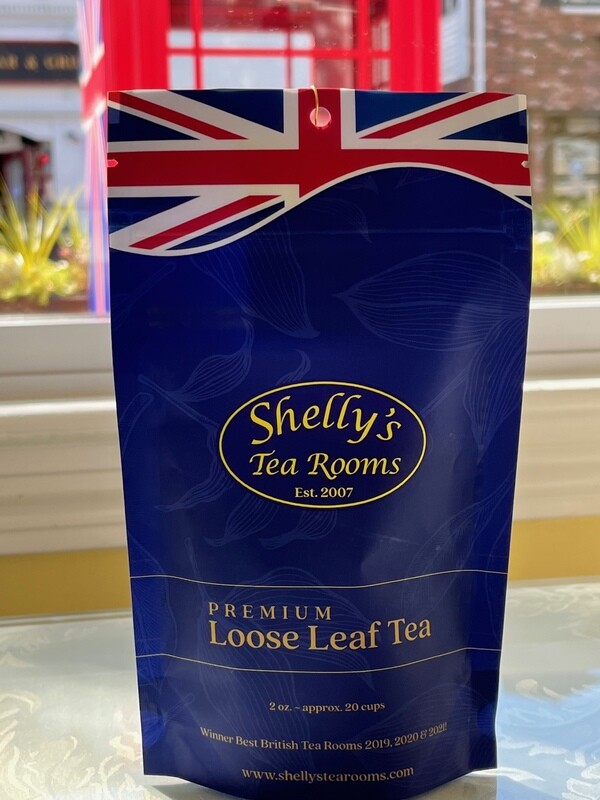 Shelly's
Tea Rooms
Est. 2007
PREMIUM
Loose Leaf Tea
2 oz. - approx. 20 cups
Winner Best British Tea Rooms 2019, 2020 & 2021!
www.shellystearooms.com